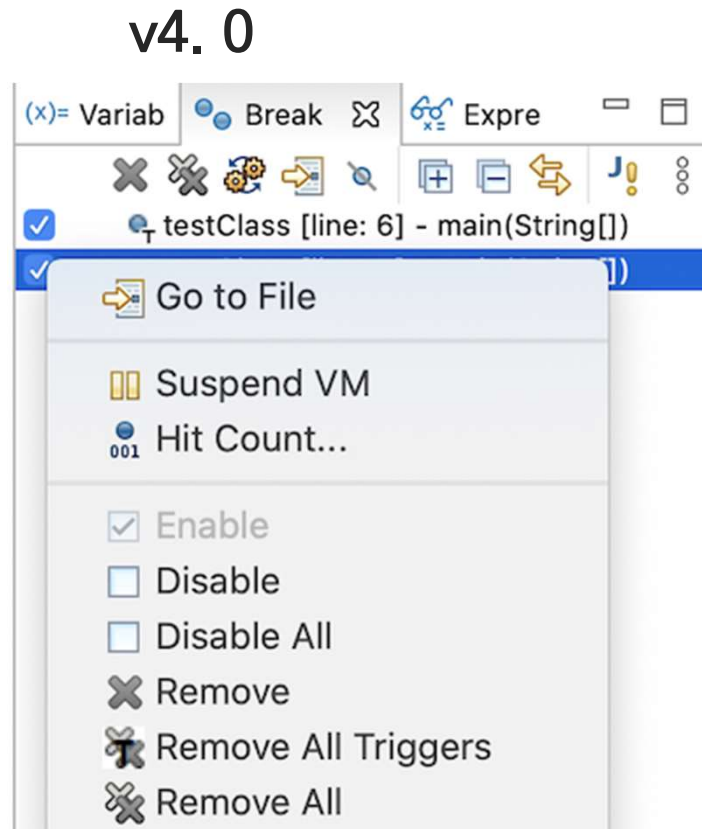 v4. 0
(x)= Variab Break Expre
J!
testClass [line: 6] - main(String[])
])
Go to File
Suspend VM
001 Hit Count...
Enable
Disable
Disable All
Remove
T Remove All Triggers
Remove All